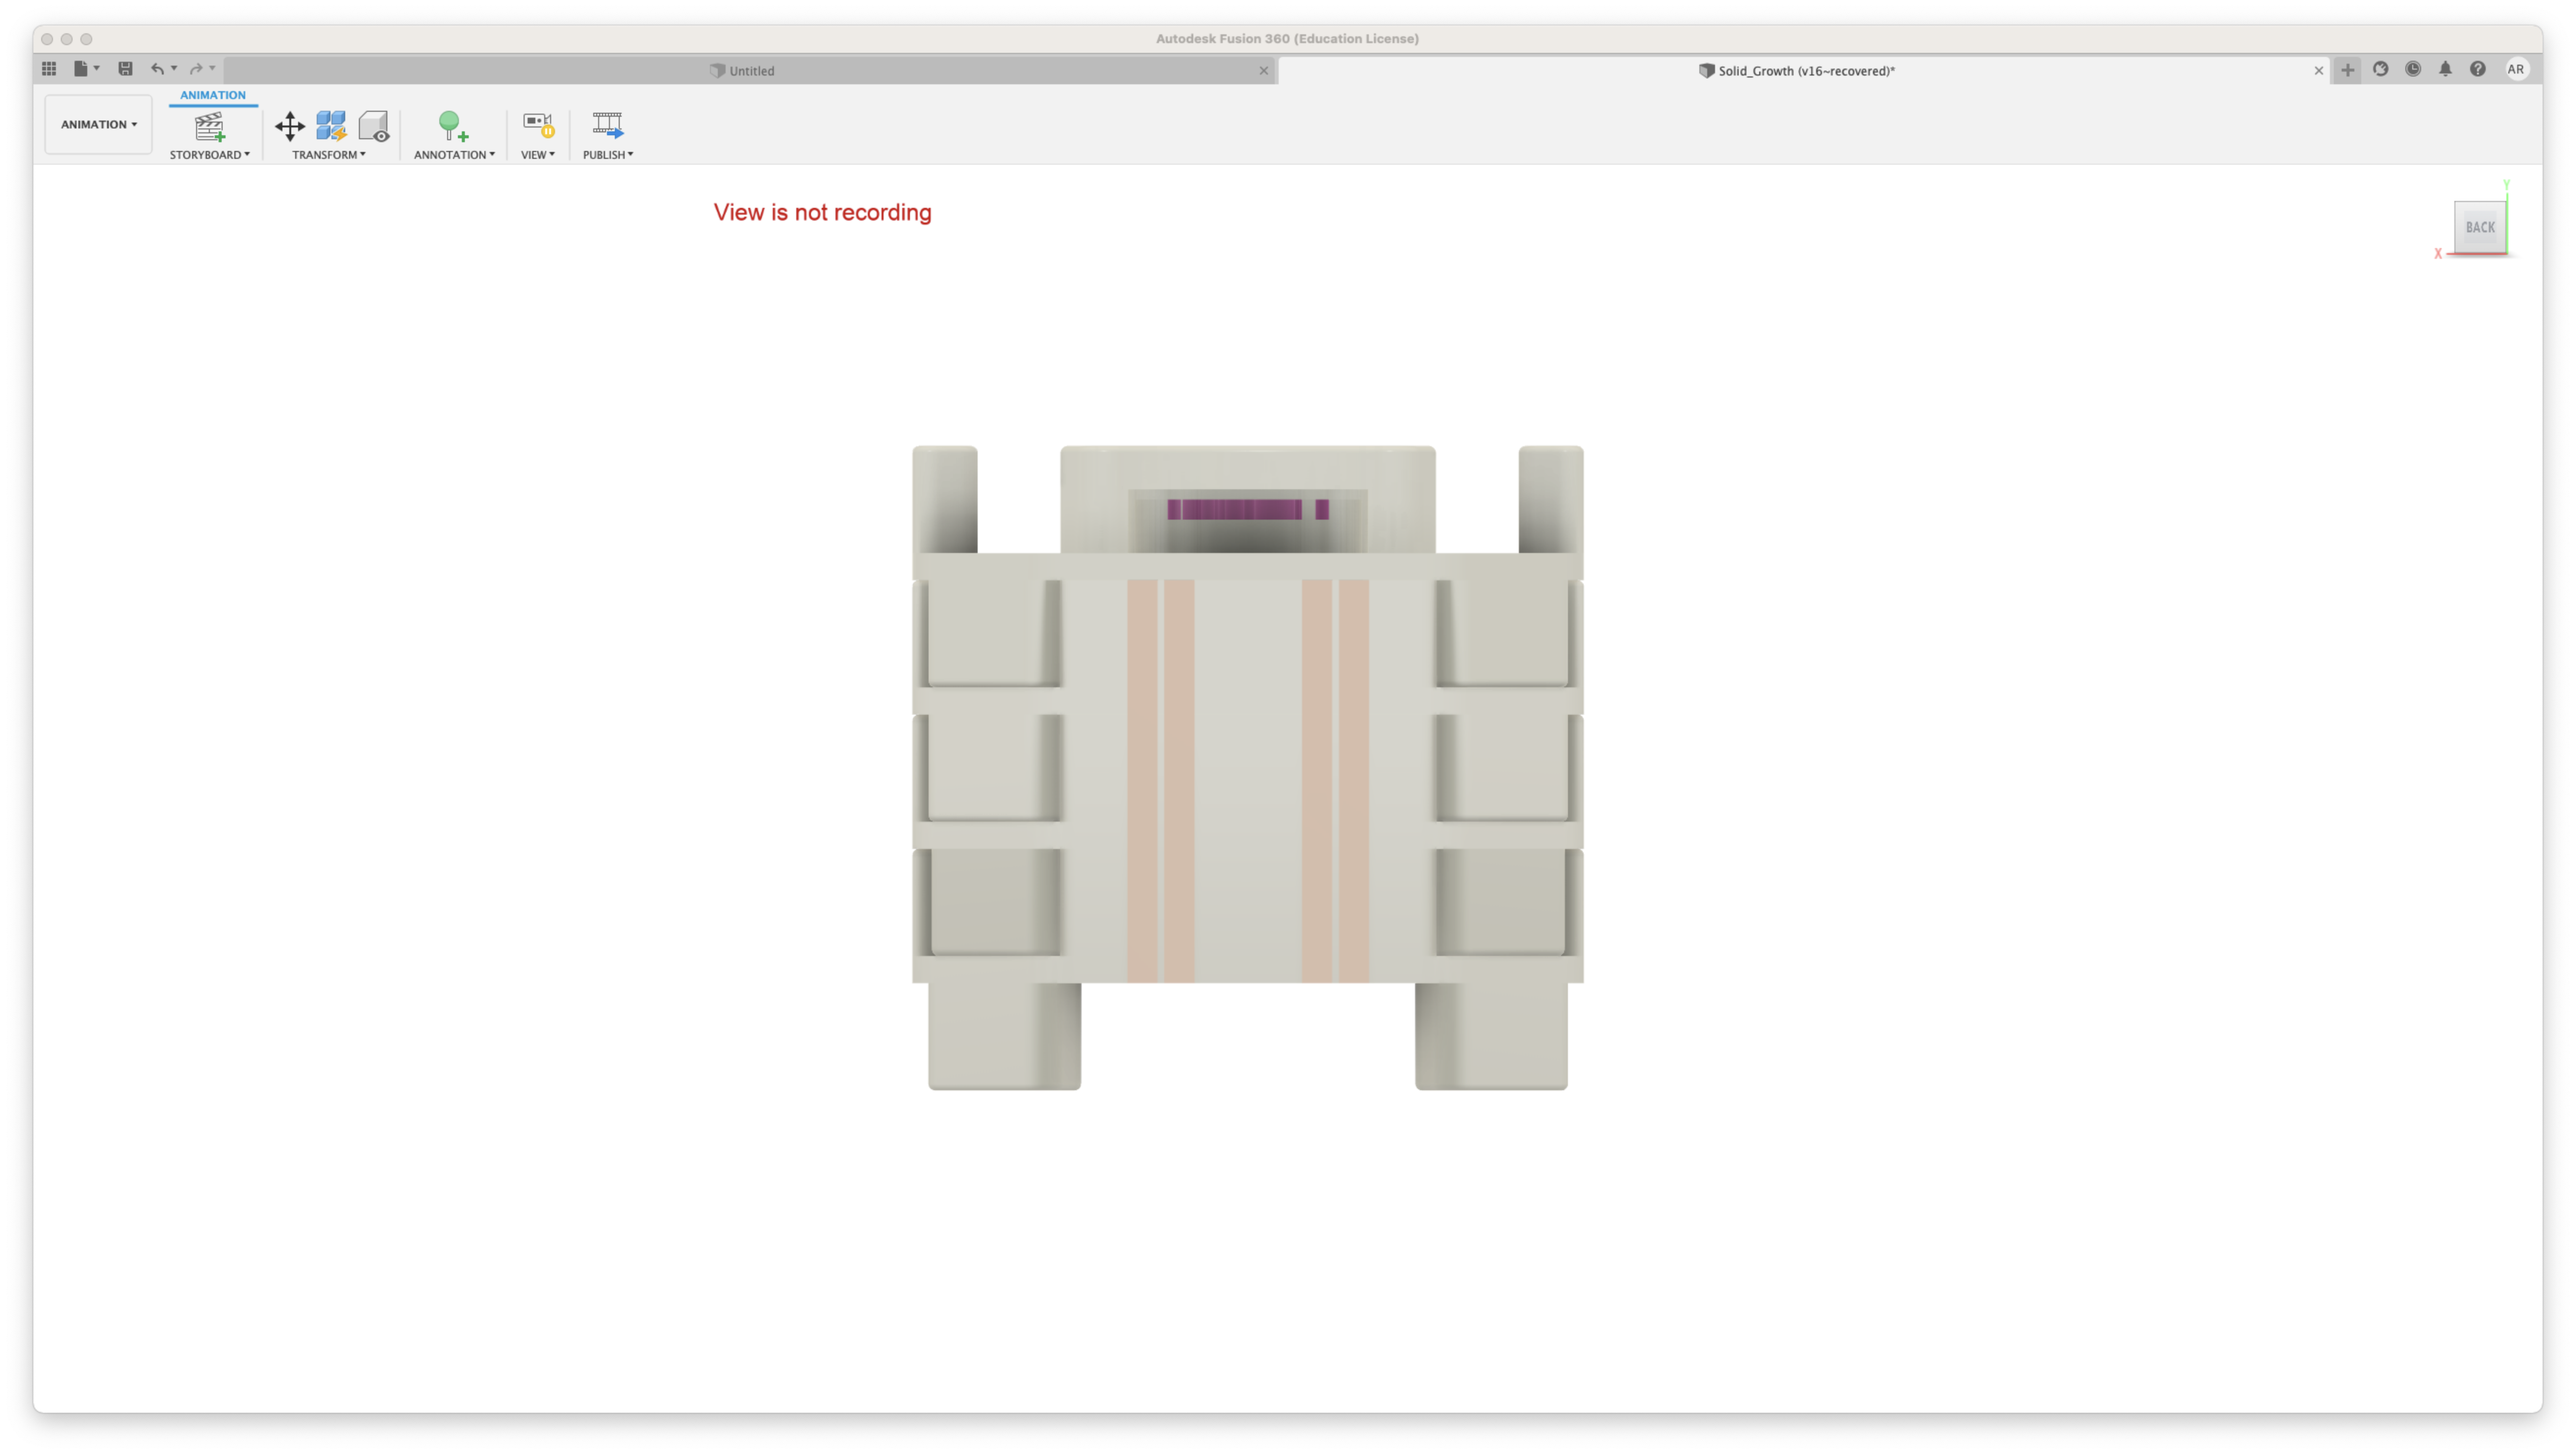 Autodesk Fusion 360 (Education License)
Untitled
Solid_Growth (v16~recovered)*
AR
ANIMATION
ANIMATION
STORYBOARD
TRANSFORM
ANNOTATION
VIEW
PUBLISH
View is not recording
Y
BACK
X